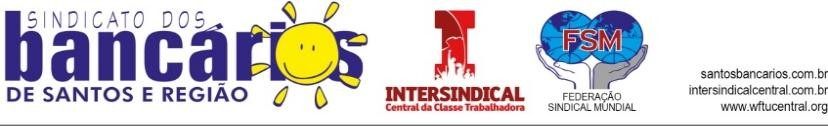 SINDICATO DOS
bancários
DE SANTOS E REGIÃO
INTERSINDICAL
Central da Classe Trabalhadora
FSM
FEDERAÇÃO
SINDICAL MUNDIAL
santosbancarios.com.br
intersindicalcentral.com.br
www.wftucentral.org